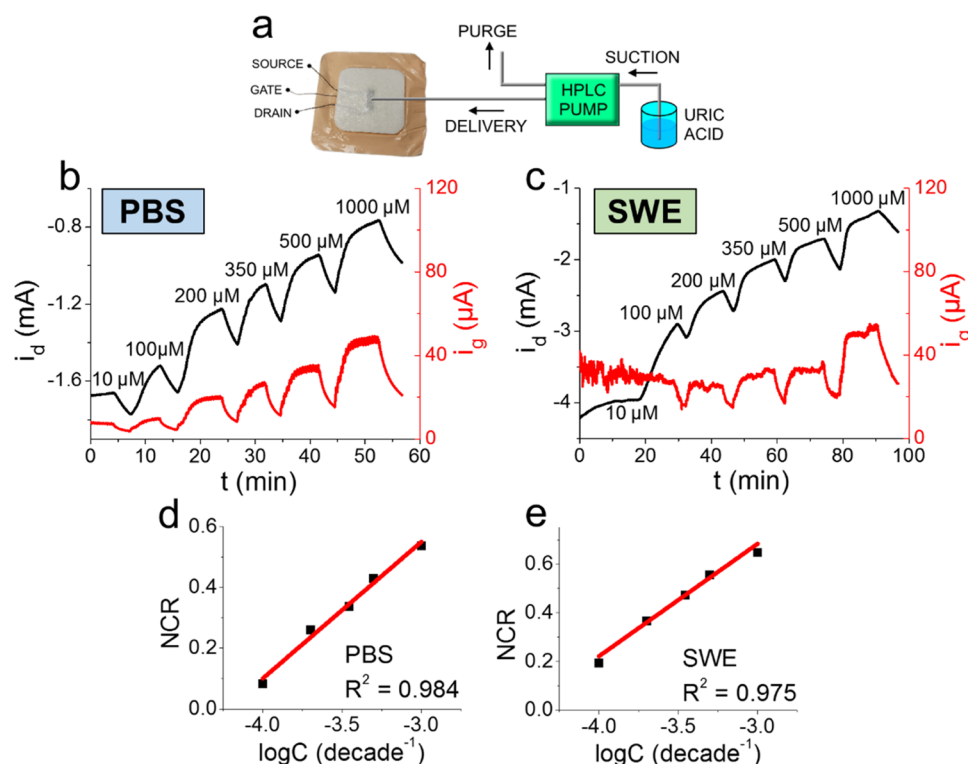 a
SOURCE
GATE
DRAIN
PURGE
SUCTION
HPLC
PUMP
DELIVERY
URIC
ACID
b
PBS
i_d (mA)
-0.8
-1.2
-1.6
10 µM
100µM
200 µM
350 µM
500 µM
1000 µM
120
80
40
0
i_g (µA)
0 10 20 30 40 50 60
t (min)
c
SWE
i_d (mA)
-1
-2
-3
-4
-5
10 µM
100 µM
200 µM
350 µM
500 µM
1000 µM
120
80
40
0
i_g (µA)
0 20 40 60 80 100
t (min)
d
NCR
0.6
0.4
0.2
0.0
PBS
R² = 0.984
-4.0 -3.5 -3.0
logC (decade⁻¹)
e
NCR
0.6
0.4
0.2
0.0
SWE
R² = 0.975
-4.0 -3.5 -3.0
logC (decade⁻¹)